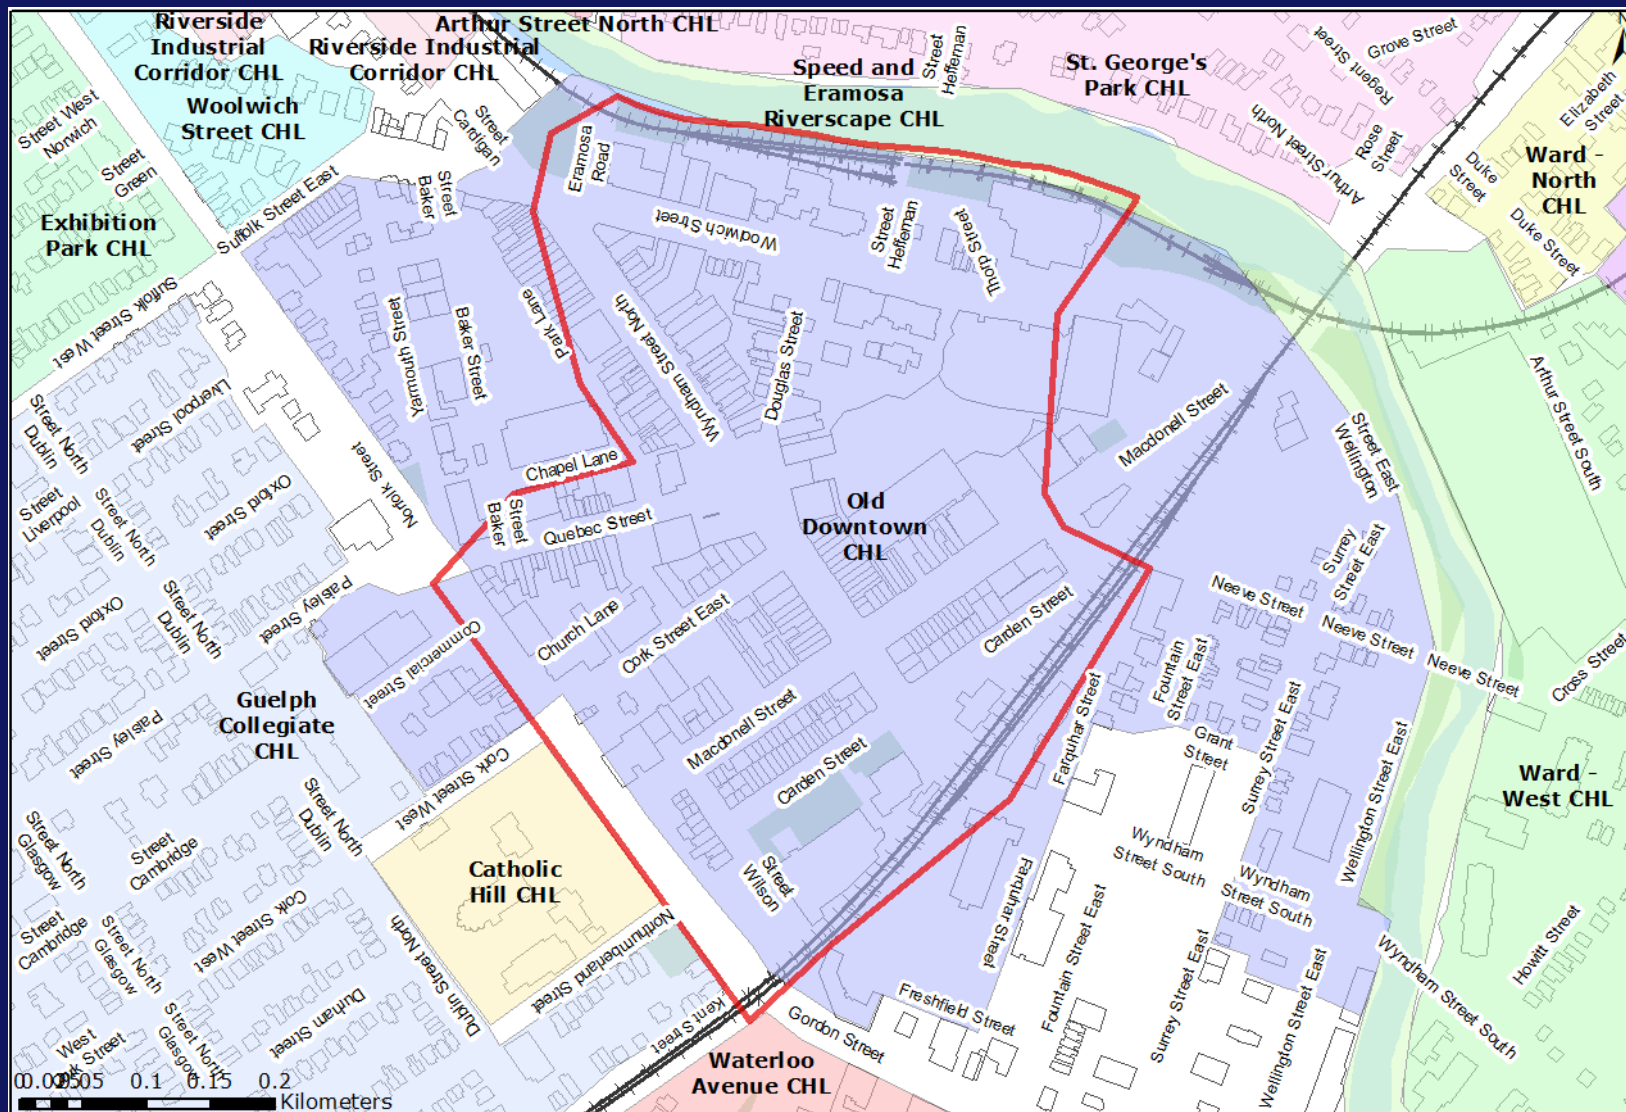 Riverside
Industrial
Corridor CHL
Riverside Industrial
Corridor CHL
Arthur Street North CHL
Woolwich
Street CHL
Speed and
Eramosa
Riverscape CHL
Street
Heffernan
St. George's
Park CHL
Grove Street
Regent Street
Elizabeth
Street
Street West
Norwich
Street
Green
Street
Cardigan
Eramosa
Road
Arthur Street North
Rose
Street
Duke
Street
Ward -
North
CHL
Duke Street
Exhibition
Park CHL
Suffolk Street East
Street
Baker
Woolwich Street
Street
Heffernan
Thorp Street
Suffolk Street West
Yarmouth Street
Baker Street
Park Lane
Wyndham Street North
Douglas Street
Liverpool Street
Street North
Dublin
Norfolk Street
Macdonell Street
Arthur Street South
Street East
Wellington
Chapel Lane
Street
Baker
Quebec Street
Old
Downtown
CHL
Street
Liverpool
Street North
Dublin
Oxford Street
Surrey
Street East
Paisley Street
Oxford Street
Street North
Dublin
Commercial Street
Church Lane
Cork Street East
Carden Street
Neeve Street
Neeve Street
Neeve Street
Cross Street
Fountain
Street East
Guelph
Collegiate
CHL
Paisley Street
Macdonell Street
Carden Street
Farquhar Street
Grant
Street
Surrey Street East
Wellington Street East
Ward -
West CHL
Cork Street West
Street North
Dublin
Street North
Glasgow
Street
Cambridge
Catholic
Hill CHL
Street
Wilson
Wyndham
Street South
Wyndham
Street South
Farquhar Street
Fountain Street East
Street
Cambridge
Street North
Glasgow
Cork Street West
Dublin Street North
Northumberland Street
Howitt Street
Wyndham Street South
Surrey Street East
Wellington Street East
Durham Street
Street North
Glasgow
West
Street
Kent Street
Gordon Street
Freshfield Street
Waterloo
Avenue CHL
0 0.025 0.05 0.1 0.15 0.2
Kilometers